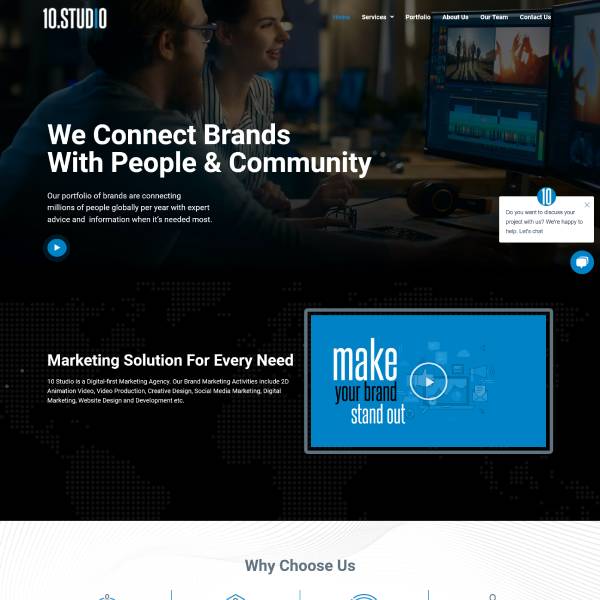 10.STUDIO
Home Services Portfolio About Us Our Team Contact Us
We Connect Brands
With People & Community
Our portfolio of brands are connecting
millions of people globally per year with expert
advice and information when it's needed most.
10
Do you want to discuss your
project with us? We're happy to
help. Let's chat
Marketing Solution For Every Need
10 Studio is a Digital-first Marketing Agency. Our Brand Marketing Activities include 2D
Animation Video, Video Production, Creative Design, Social Media Marketing, Digital
Marketing, Website Design and Development etc.
make
your brand
stand out
Why Choose Us